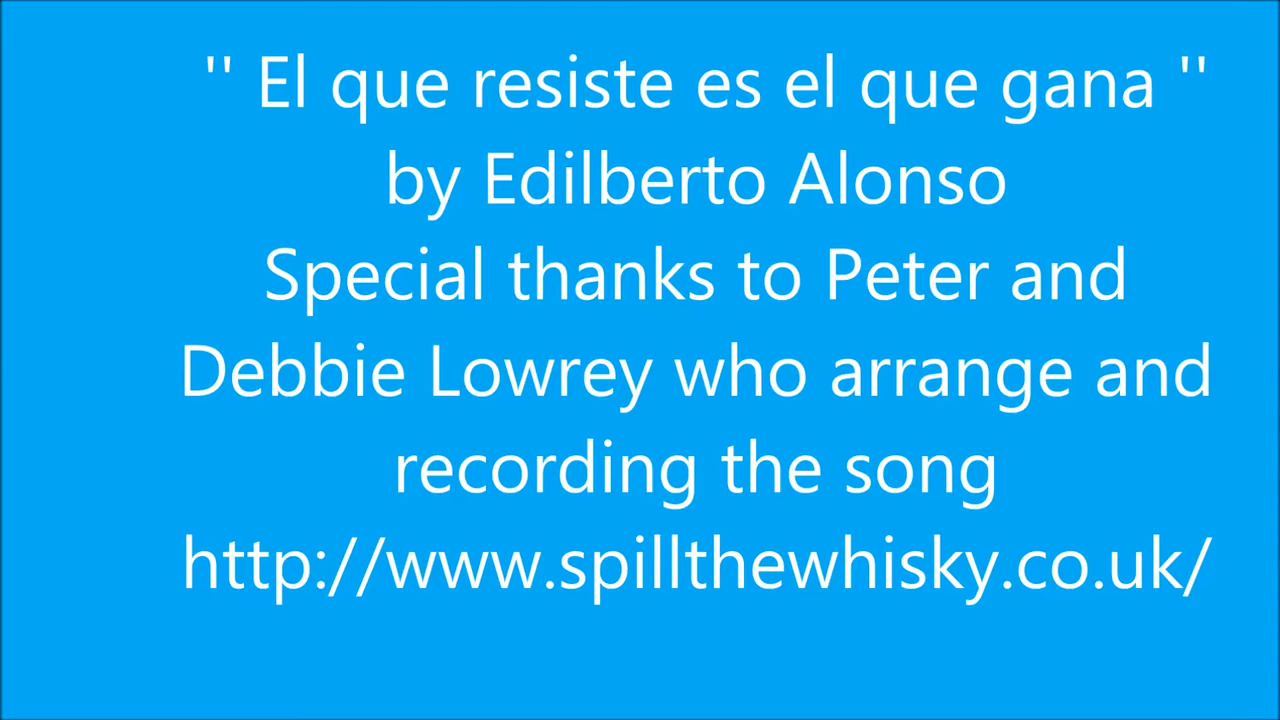 '' El que resiste es el que gana ''
by Edilberto Alonso
Special thanks to Peter and
Debbie Lowrey who arrange and
recording the song
http://www.spillthewhisky.co.uk/